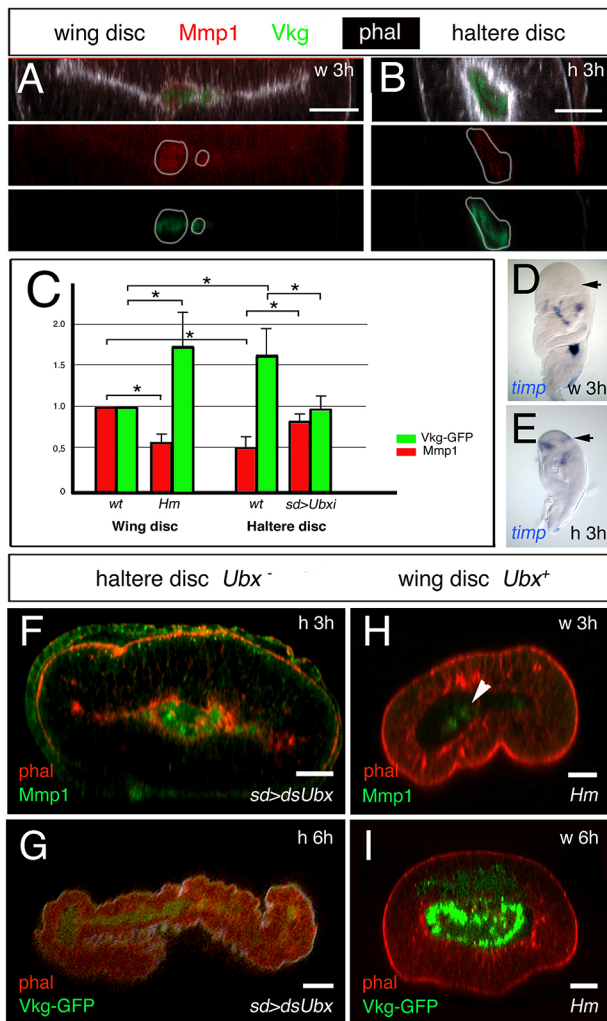 wing disc Mmp1 Vkg phal haltere disc
A w 3h
B h 3h
C
2.0
1.5
1.0
0,5
0
* * * * * *
Vkg-GFP
Mmp1
wt Hm wt sd>Ubxi
Wing disc Haltere disc
D
timp w 3h
E
timp h 3h
haltere disc Ubx - wing disc Ubx+
F h 3h
phal
Mmp1 sd>dsUbx
H w 3h
phal
Mmp1 Hm
G h 6h
phal
Vkg-GFP sd>dsUbx
I w 6h
phal
Vkg-GFP Hm